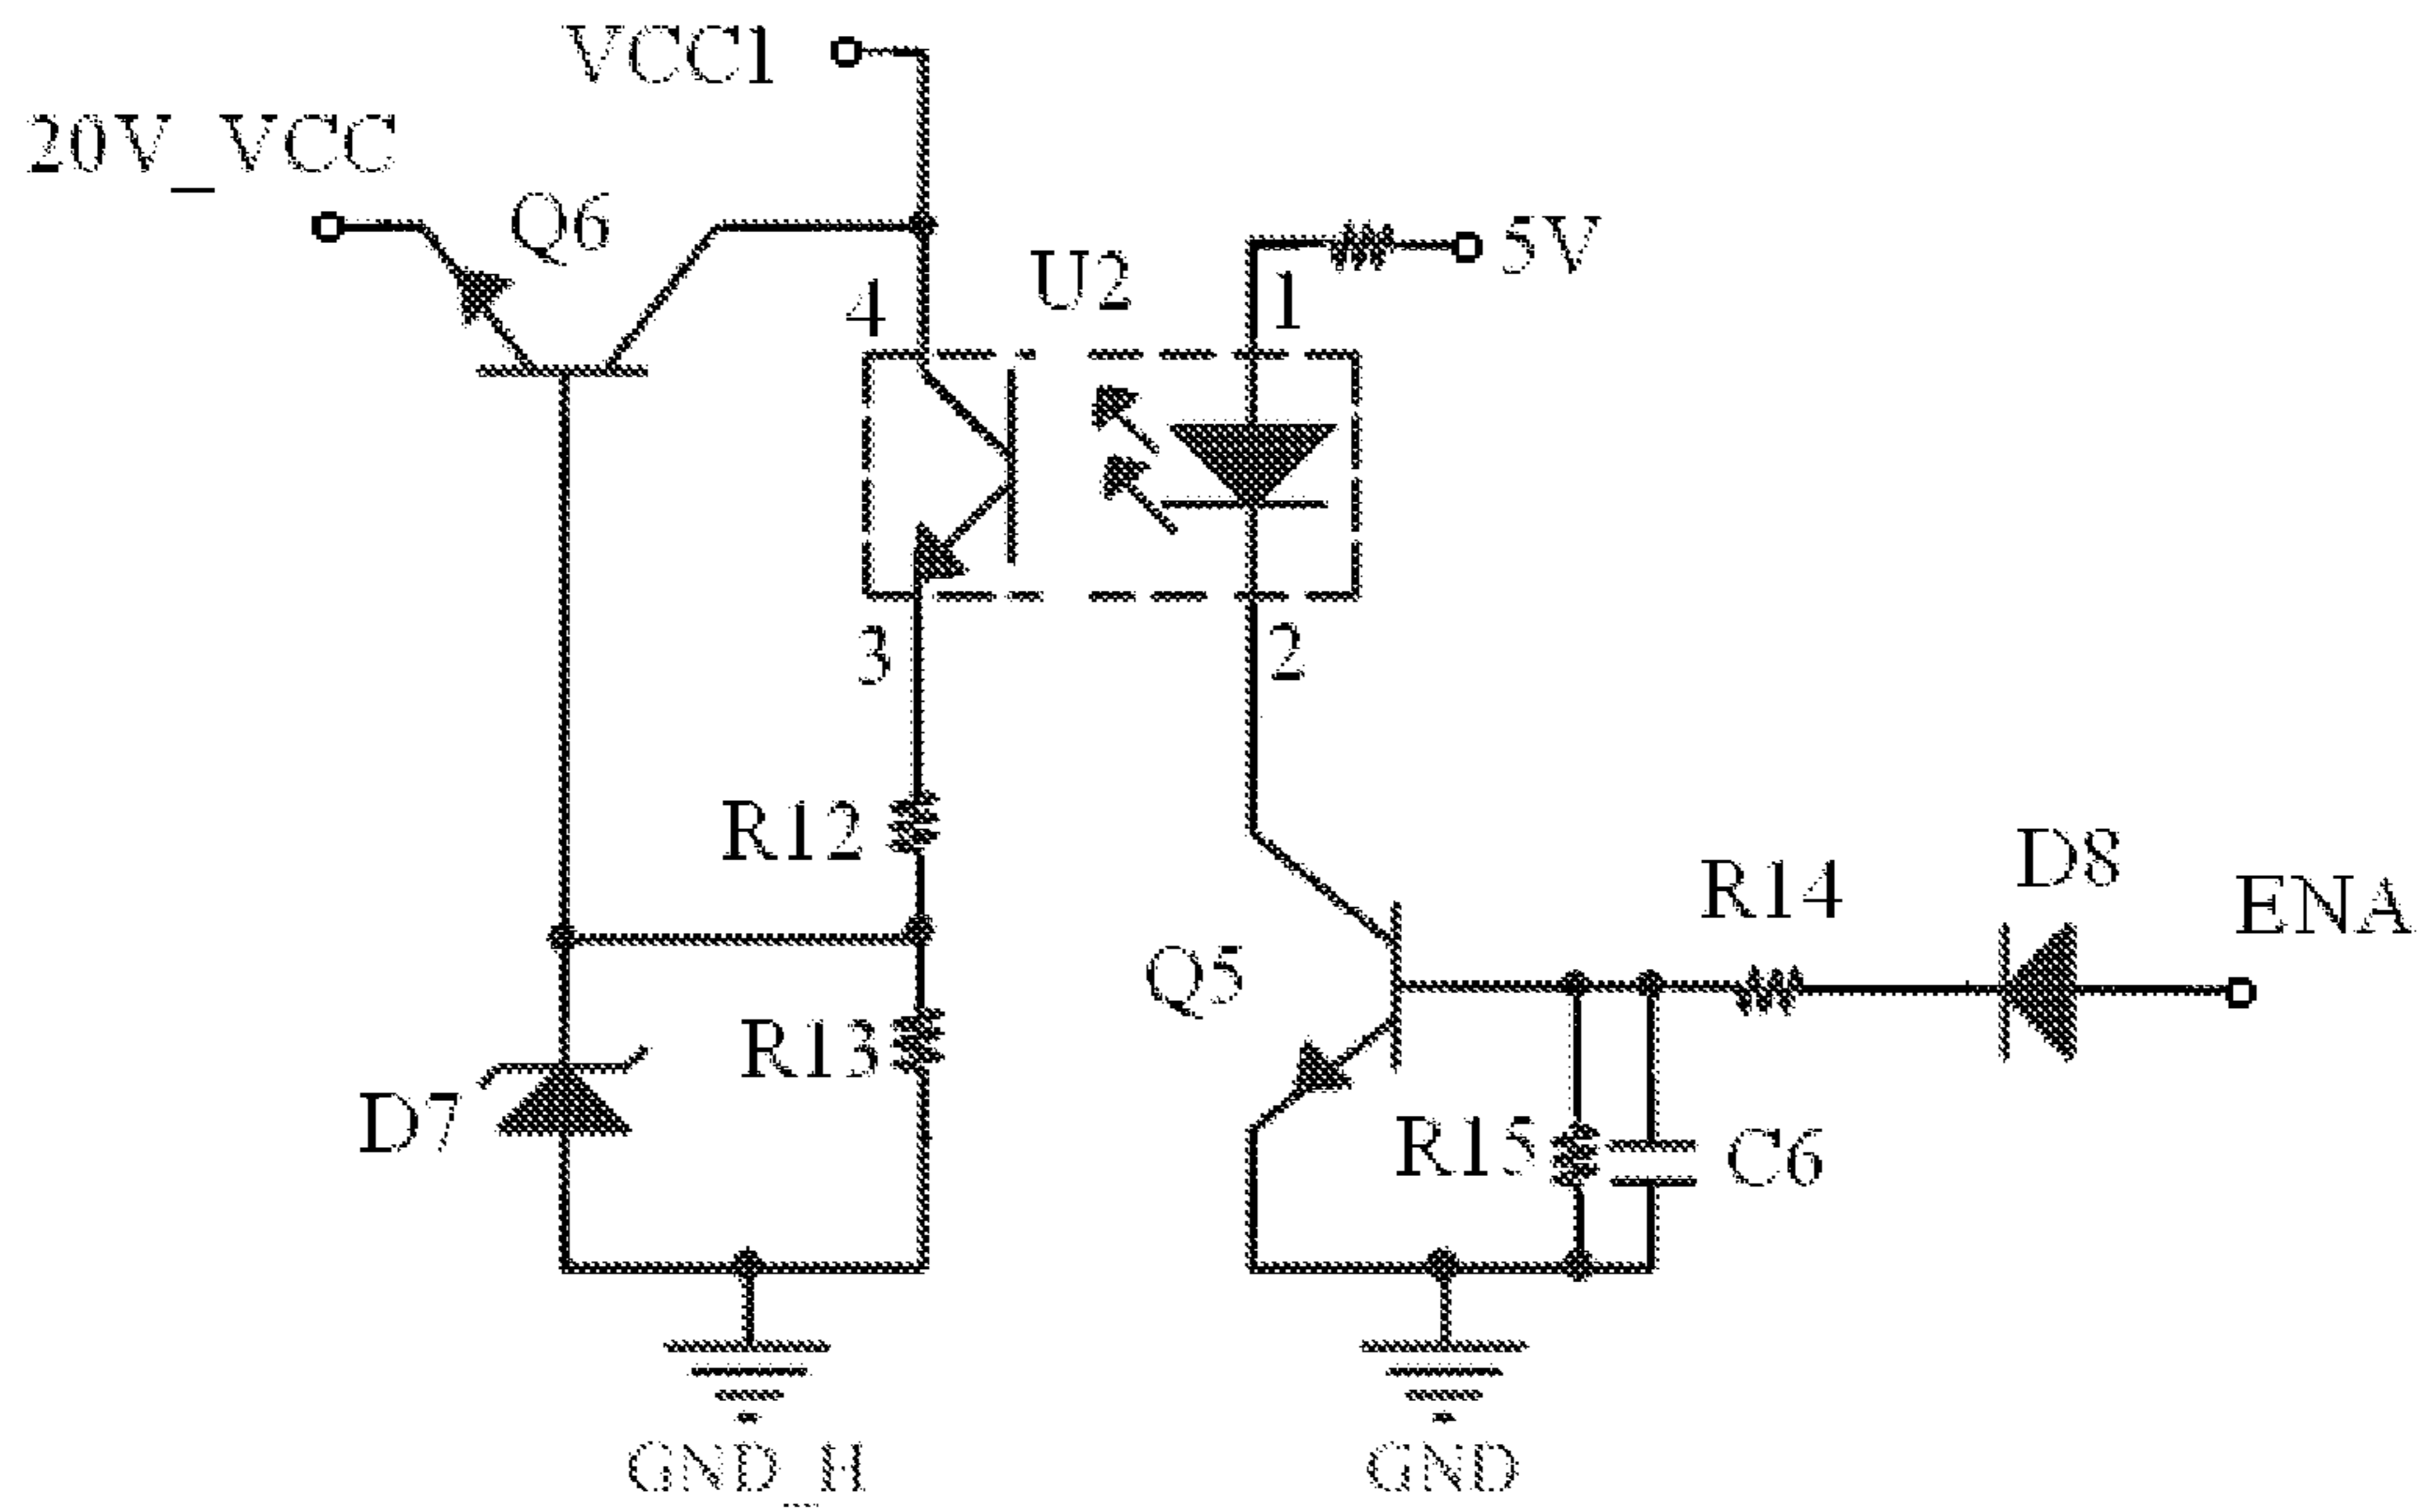 VCC1
20V_VCC
Q6
5V
U2
4
1
3
2
R12
D8
R14
ENA
Q5
R13
D7
R15
C6
GND_H
GND